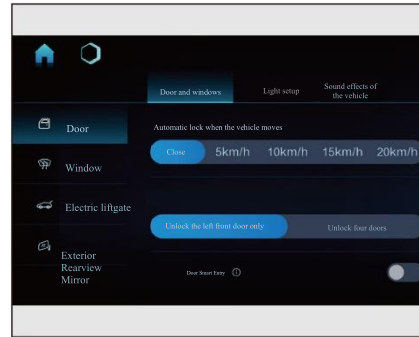 Door and windows
Light setup
Sound effects of
the vehicle
Door
Automatic lock when the vehicle moves
Close 5km/h 10km/h 15km/h 20km/h
Window
Electric liftgate
Unlock the left front door only
Unlock four doors
Exterior
Rearview
Mirror
Door Smart Entry